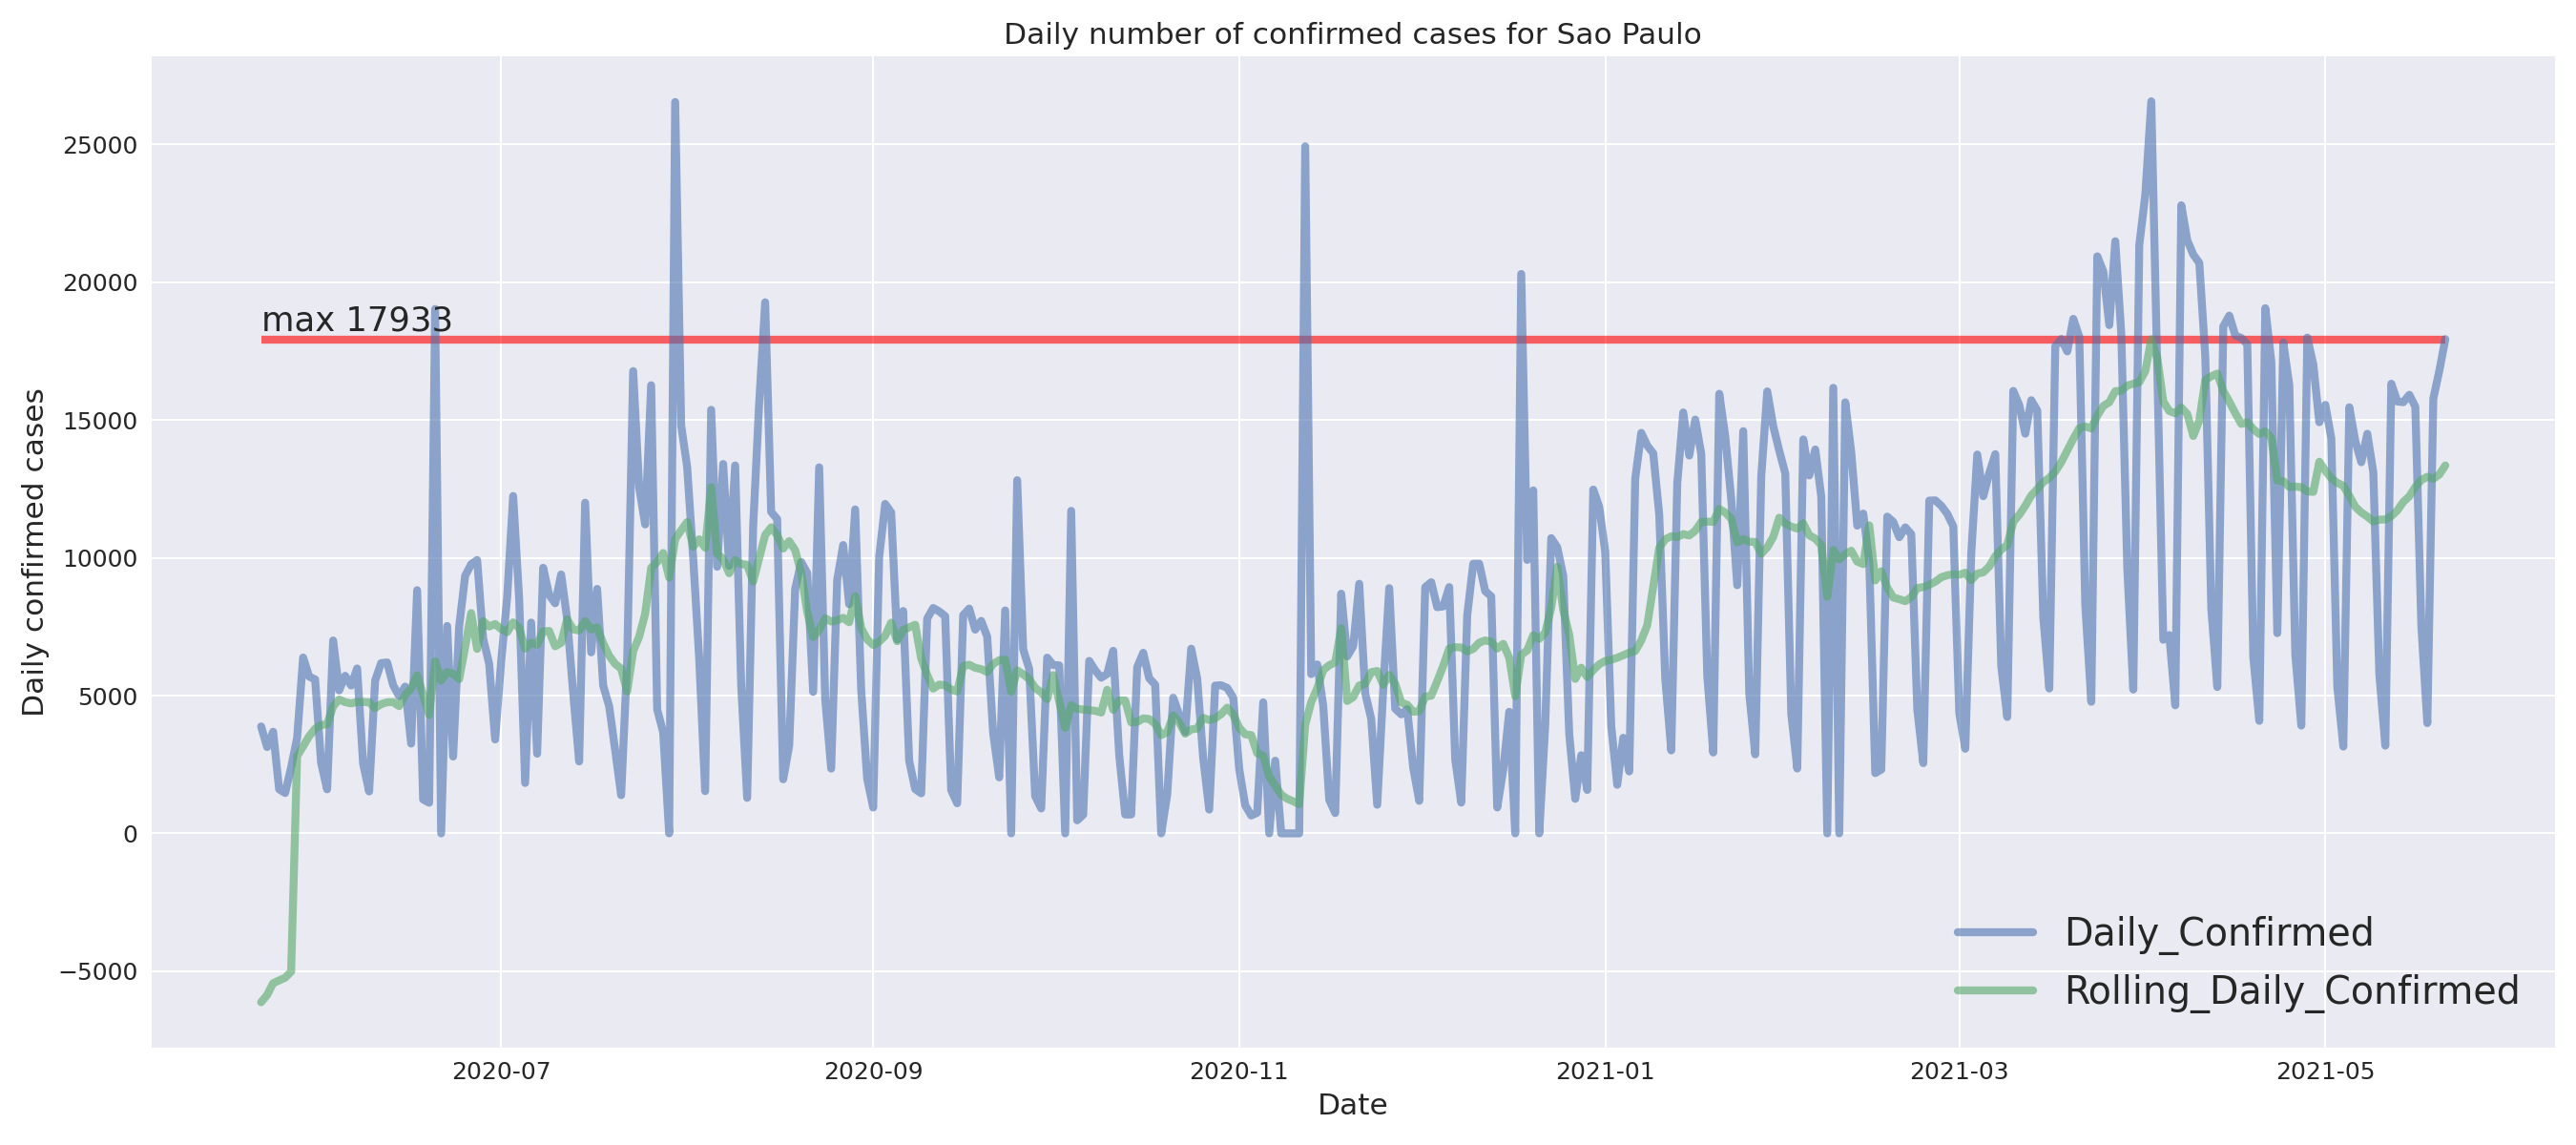 Daily number of confirmed cases for Sao Paulo
Daily confirmed cases
25000
20000
15000
10000
5000
0
−5000
max 17933
Daily_Confirmed
Rolling_Daily_Confirmed
2020-07 2020-09 2020-11 2021-01 2021-03 2021-05
Date